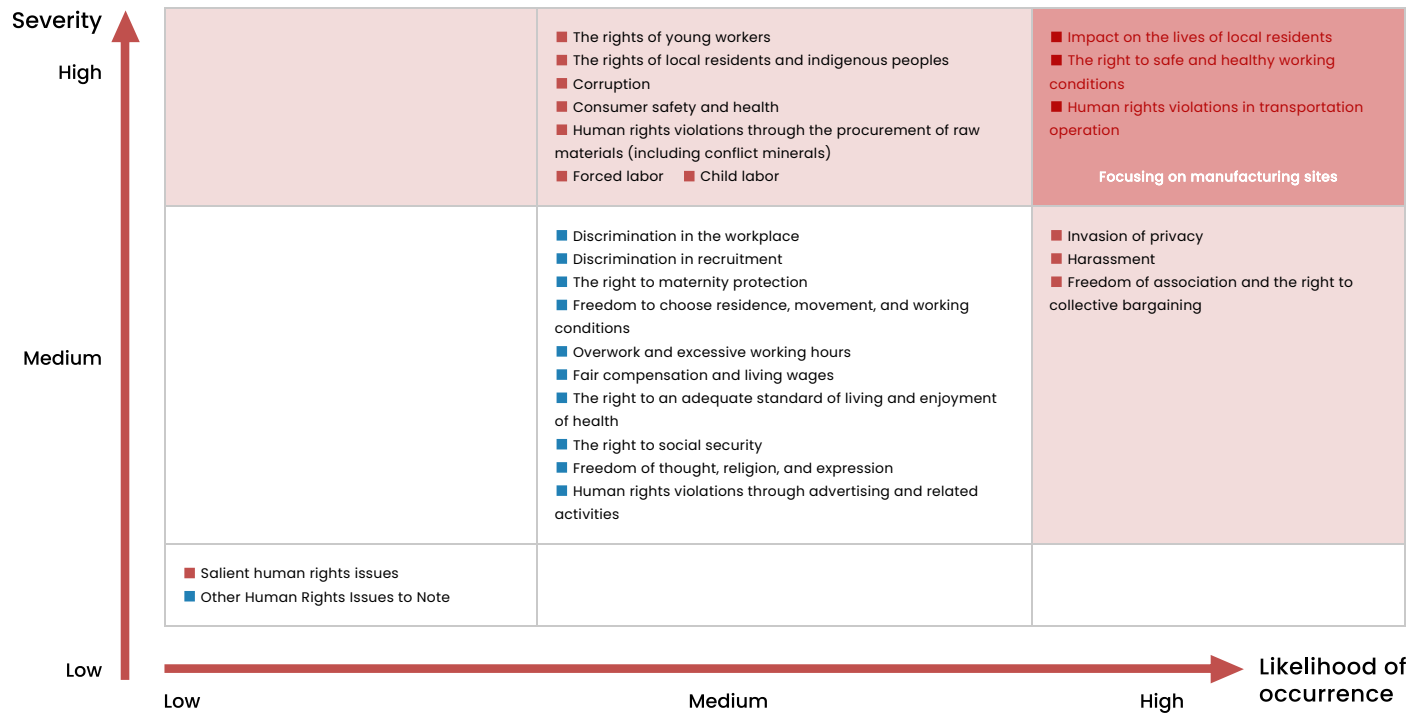 Severity
High
Medium
Low
The rights of young workers
The rights of local residents and indigenous peoples
Corruption
Consumer safety and health
Human rights violations through the procurement of raw
materials (including conflict minerals)
Forced labor Child labor
Impact on the lives of local residents
The right to safe and healthy working
conditions
Human rights violations in transportation
operation
Focusing on manufacturing sites
Discrimination in the workplace
Discrimination in recruitment
The right to maternity protection
Freedom to choose residence, movement, and working
conditions
Overwork and excessive working hours
Fair compensation and living wages
The right to an adequate standard of living and enjoyment
of health
The right to social security
Freedom of thought, religion, and expression
Human rights violations through advertising and related
activities
Invasion of privacy
Harassment
Freedom of association and the right to
collective bargaining
Salient human rights issues
Other Human Rights Issues to Note
Low
Medium
High
Likelihood of
occurrence